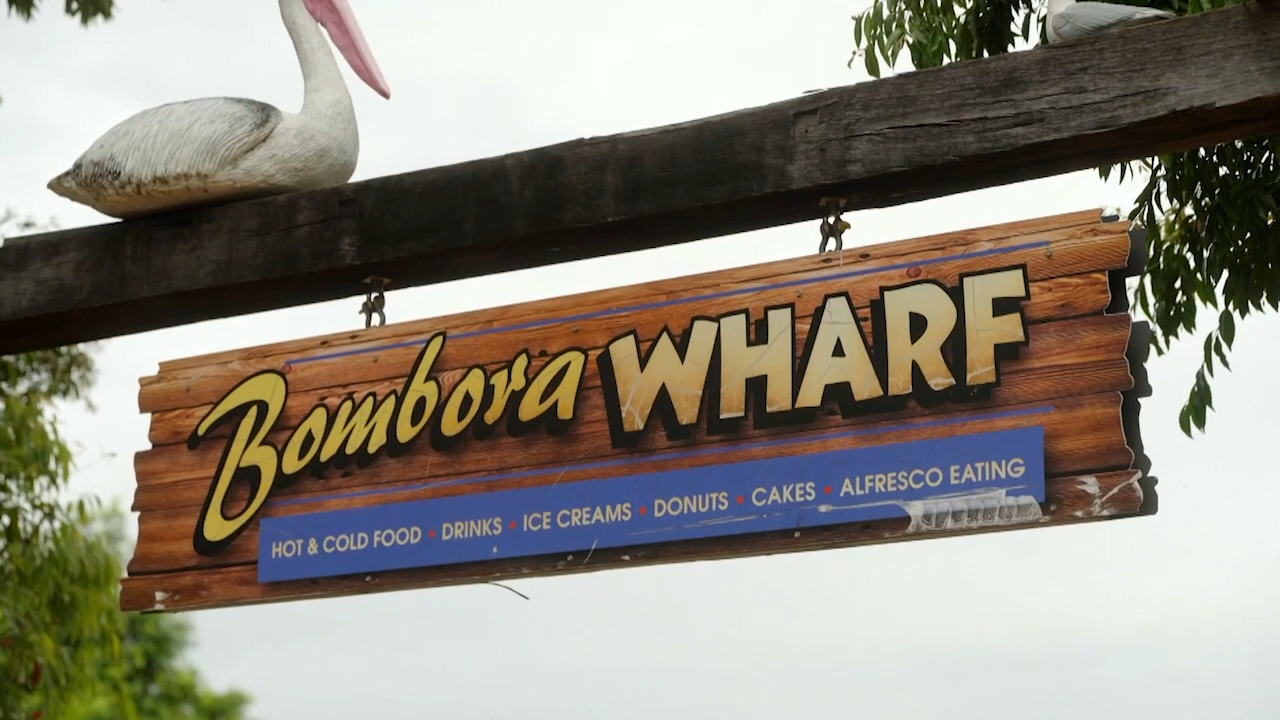 Bombora WHARF
HOT & COLD FOOD • DRINKS • ICE CREAMS • DONUTS • CAKES • ALFRESCO EATING